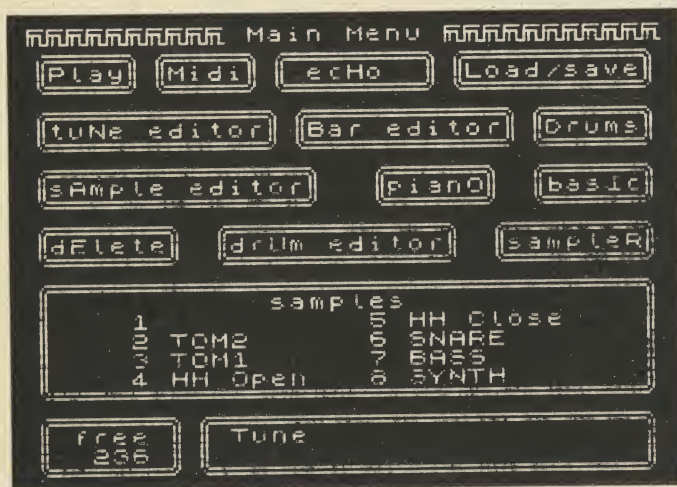 Main Menu
Play Midi ecHo Load/save
tuNe editor Bar editor Drums
sAmple editor pianO basIc
dElete drUm editor sampleR
samples
1 5 HH Close
2 TOM2 6 SNARE
3 TOM1 7 BASS
4 HH Open 8 SYNTH
free Tune
236